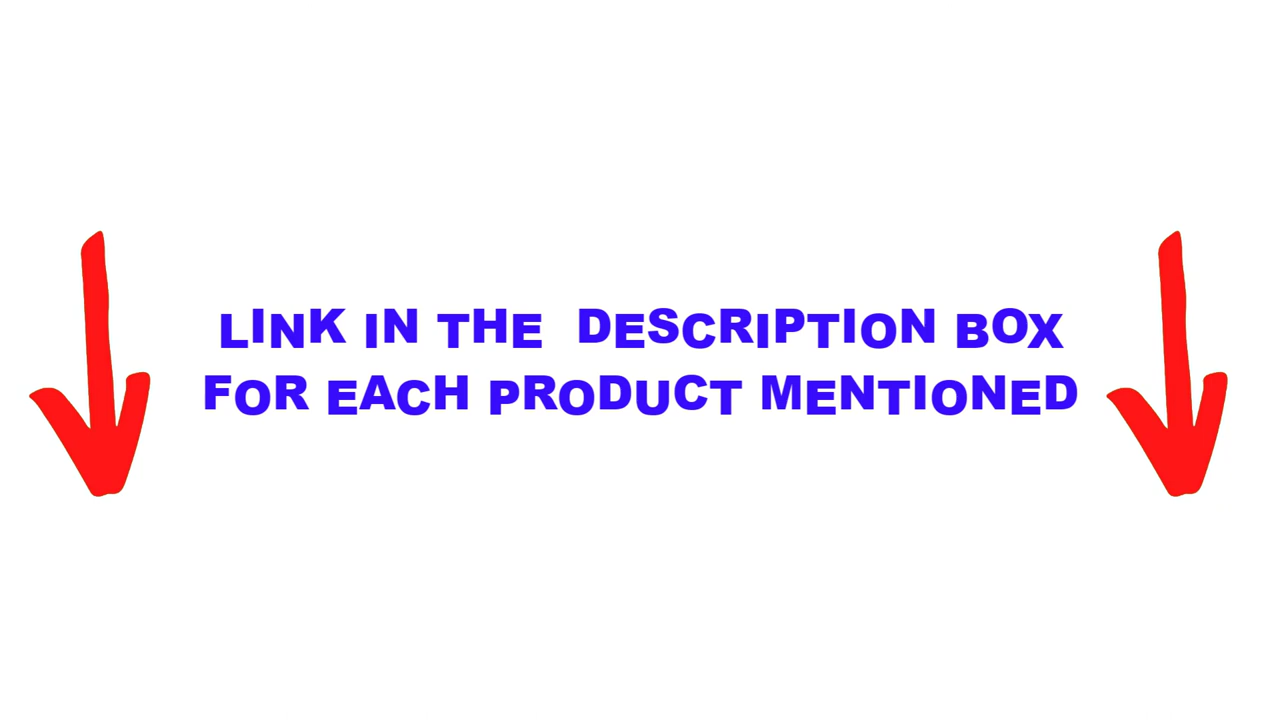 LINK IN THE DESCRIPTION BOX
FOR EACH PRODUCT MENTIONED